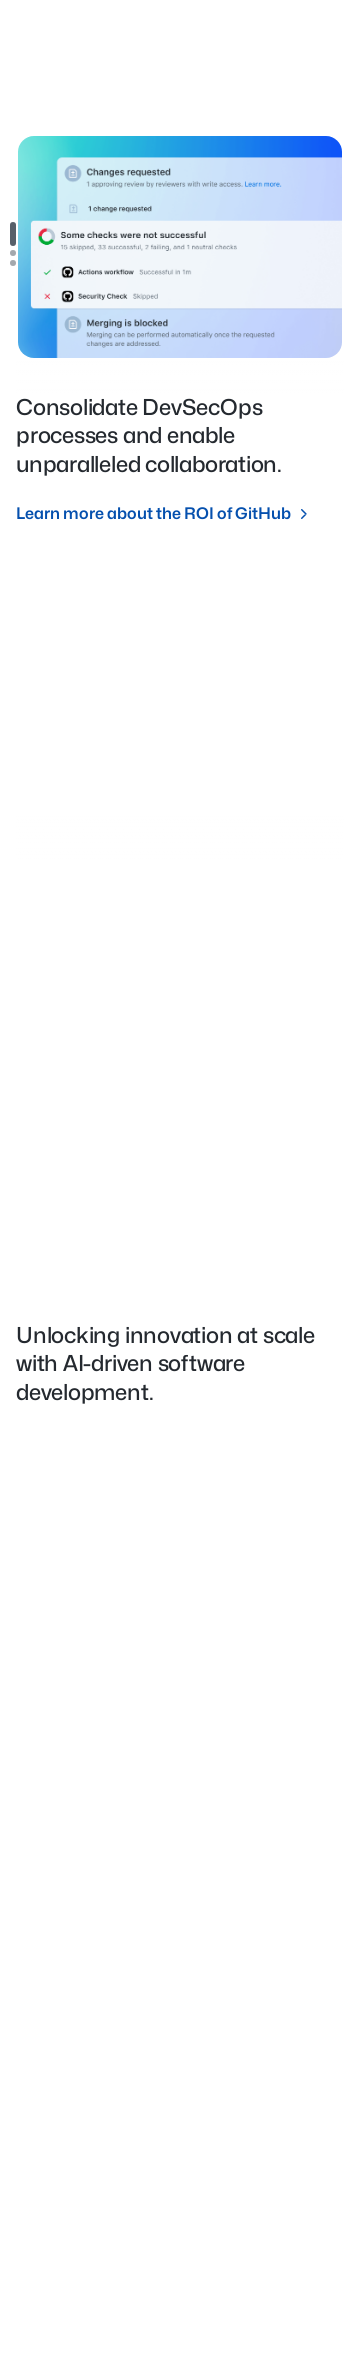 Changes requested
1 approving review by reviewers with write access. Learn more.
1 change requested
Some checks were not successful
15 skipped, 33 successful, 2 failing, and 1 neutral checks
Actions workflow Successful in 1m
Security Check Skipped
Merging is blocked
Merging can be performed automatically once the requested
changes are addressed.
Consolidate DevSecOps
processes and enable
unparalleled collaboration.
Learn more about the ROI of GitHub
Unlocking innovation at scale
with AI-driven software
development.